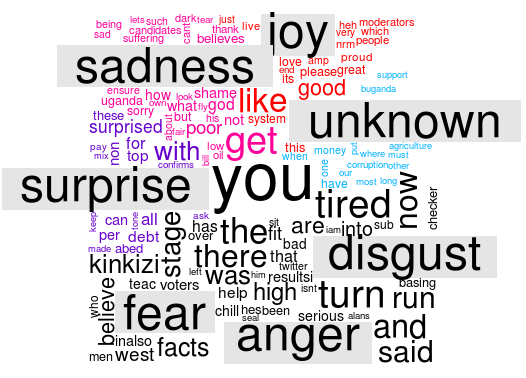 being lets such dark tear just live heh moderators
sad candidates cant thank very which
suffering believes joy nrm people
sadness love amp proud
end please great
its support
ensure how look shame like good buganda
uganda own what fly god
sorry his not system unknown
these about but
surprised fair poor get this agriculture
pay non for low when money put where must
mix top with oil one corruption other
confirms bill have our most long
surprise you tired now checker
keep can all tone ask
per debt stage has the sit are into sub
made abed over fit iam
kinkizi there that bad disgust
left was him twitter resultsi
teac voters isnt basing
who believe help high turn run
fear chill hes been
seal serious alans and
inalso anger
men west facts said